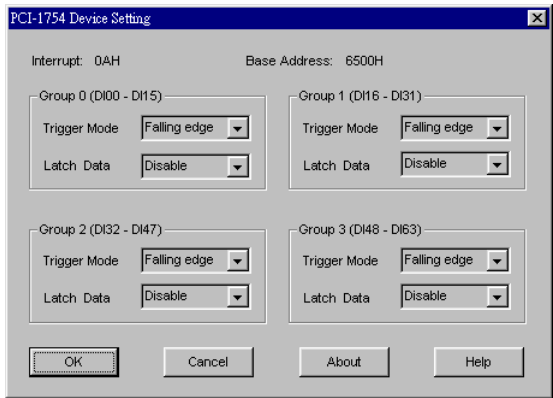 PCI-1754 Device Setting
Interrupt: 0AH Base Address: 6500H
Group 0 (DI00 - DI15)
Trigger Mode Falling edge
Latch Data Disable
Group 1 (DI16 - DI31)
Trigger Mode Falling edge
Latch Data Disable
Group 2 (DI32 - DI47)
Trigger Mode Falling edge
Latch Data Disable
Group 3 (DI48 - DI63)
Trigger Mode Falling edge
Latch Data Disable
OK Cancel About Help